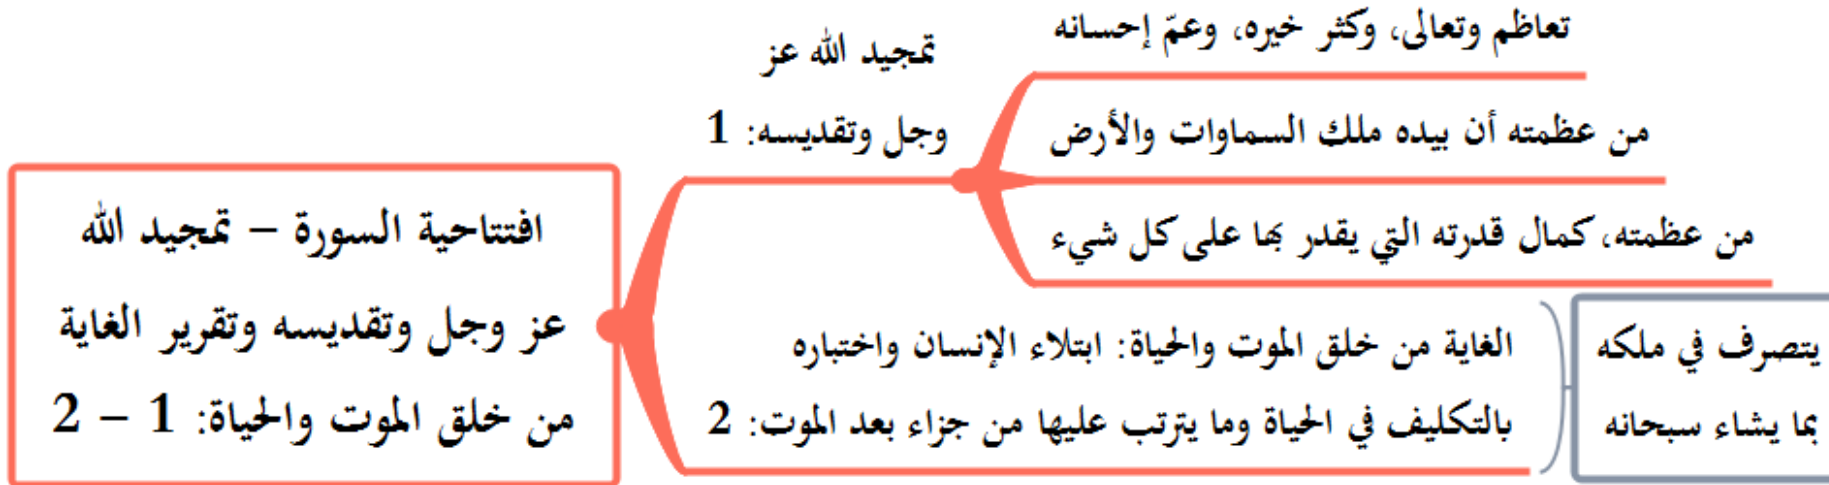 افتتاحية السورة – تمجيد الله
عز وجل وتقديسه وتقرير الغاية
من خلق الموت والحياة: 1 – 2
تمجيد الله عز
وجل وتقديسه: 1
تعاظم وتعالى، وكثر خيره، وعمّ إحسانه
من عظمته أن بيده ملك السماوات والأرض
من عظمته، كمال قدرته التي يقدر بها على كل شيء
الغاية من خلق الموت والحياة: ابتلاء الإنسان واختباره
بالتكليف في الحياة وما يترتب عليها من جزاء بعد الموت: 2
يتصرف في ملكه
بما يشاء سبحانه